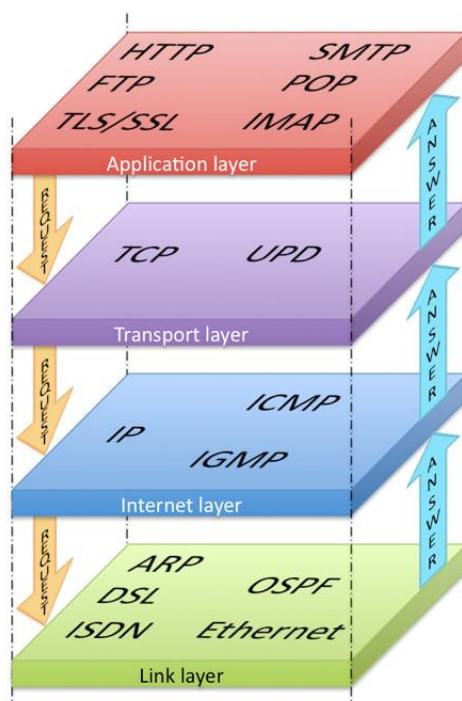 HTTP SMTP
FTP POP
TLS/SSL IMAP
Application layer
REQUEST
ANSWER
TCP UPD
Transport layer
REQUEST
ANSWER
ICMP
IP
IGMP
Internet layer
REQUEST
ANSWER
ARP
OSPF
DSL
ISDN Ethernet
Link layer